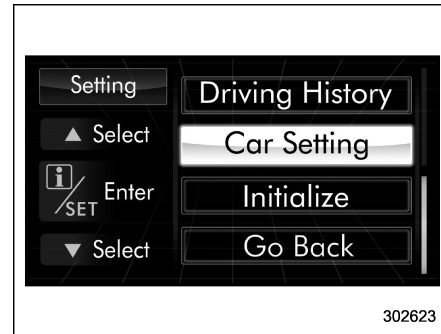 Setting
Driving History
▲ Select
Car Setting
i/SET Enter
Initialize
▼ Select
Go Back
302623